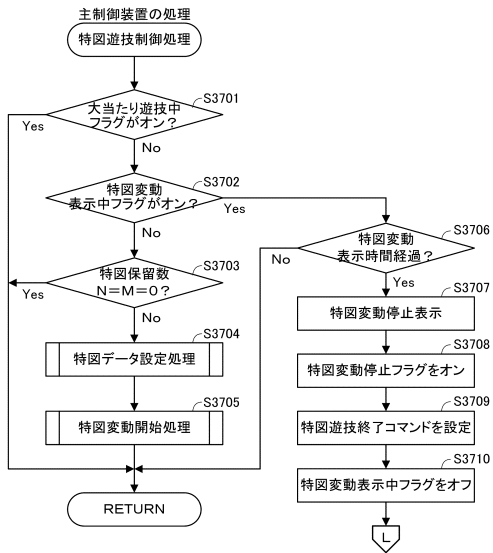 主制御装置の処理
特図遊技制御処理
S3701
大当たり遊技中
フラグがオン？
Yes
No
S3702
特図変動
表示中フラグがオン？
Yes
No
S3703
特図保留数
N＝M＝0？
Yes
No
S3704
特図データ設定処理
S3705
特図変動開始処理
RETURN
S3706
特図変動
表示時間経過？
No
Yes
S3707
特図変動停止表示
S3708
特図変動停止フラグをオン
S3709
特図遊技終了コマンドを設定
S3710
特図変動表示中フラグをオフ
L